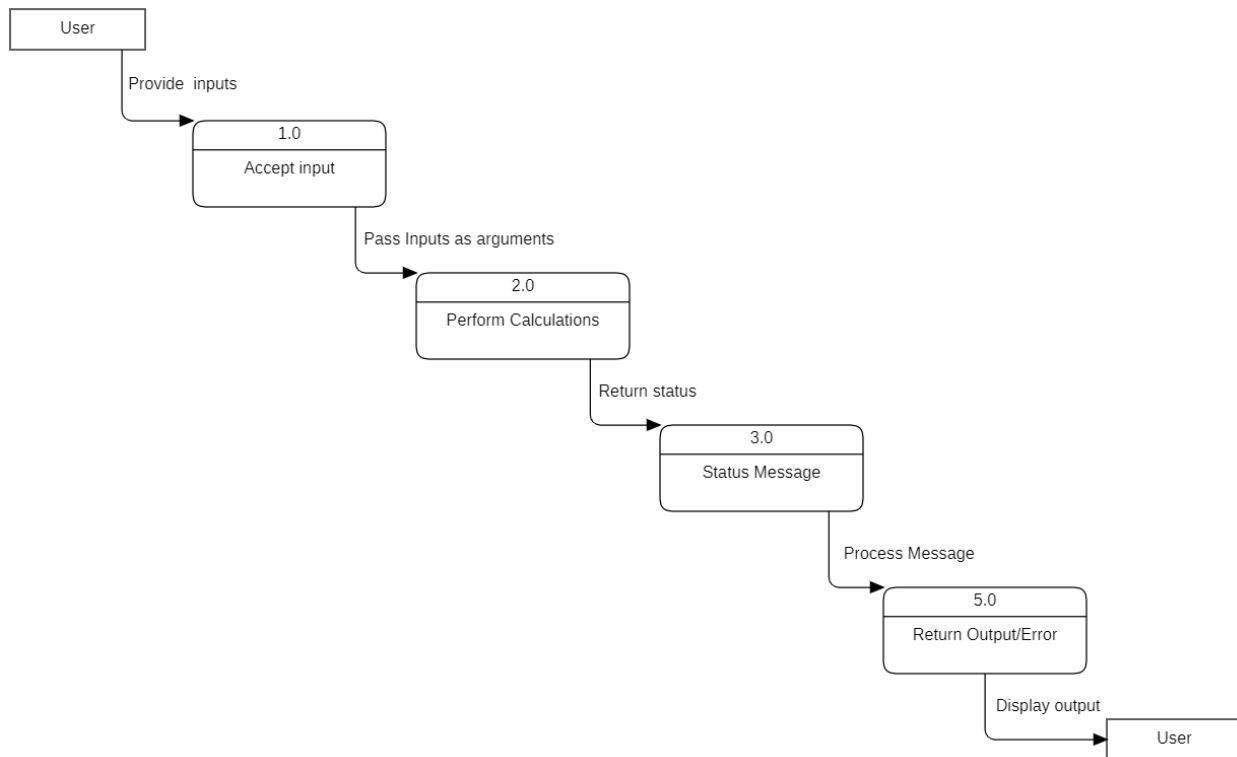 User
Provide  inputs
1.0
Accept input
Pass Inputs as arguments
2.0
Perform Calculations
Return status
3.0
Status Message
Process Message
5.0
Return Output/Error
Display output
User